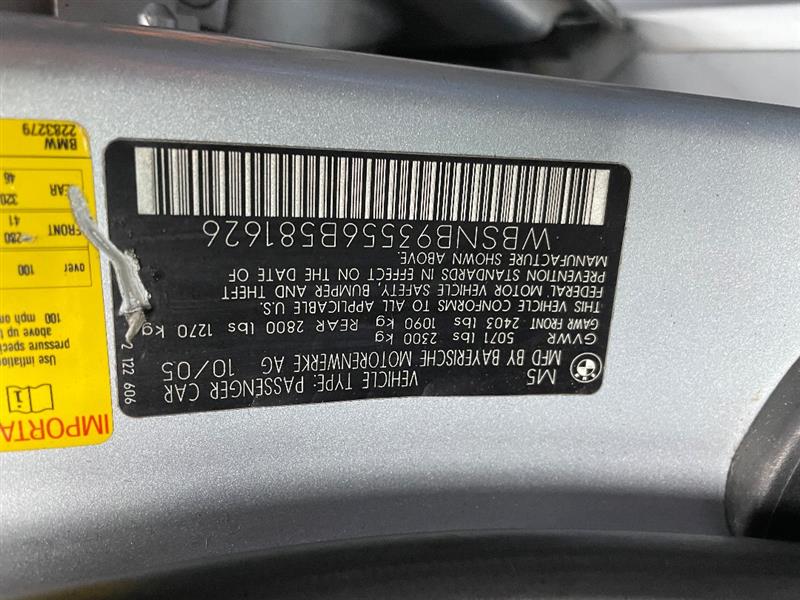 M5
VEHICLE TYPE: PASSENGER CAR
MFD BY BAYERISCHE MOTORENWERKE AG 10/05
GVWR 5071 lbs 2300 kg
GAWR FRONT 2403 lbs 1090 kg REAR 2800 lbs 1270 kg
THIS VEHICLE CONFORMS TO ALL APPLICABLE U.S.
FEDERAL MOTOR VEHICLE SAFETY, BUMPER AND THEFT
PREVENTION STANDARDS IN EFFECT ON THE DATE OF
MANUFACTURE SHOWN ABOVE.
WBSNB93556B581626
2 122 606
IMPORTA
Use inflation
pressure speci
above up to
100 mph on
over
100
FRONT
280
41
REAR
320
46
BMW
2283279